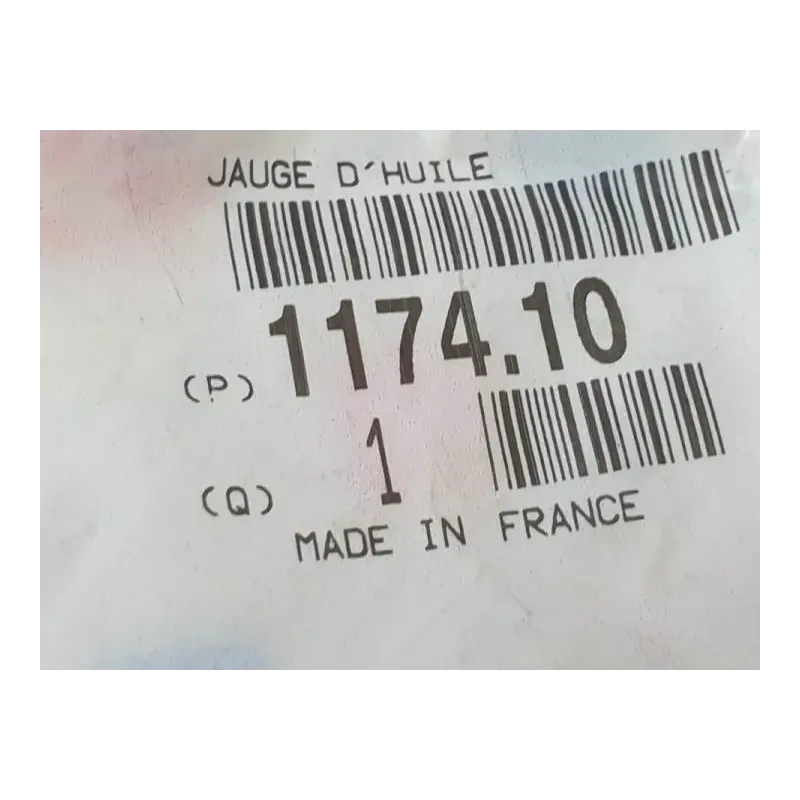 JAUGE D'HUILE
(P) 1174.10
(Q) 1
MADE IN FRANCE